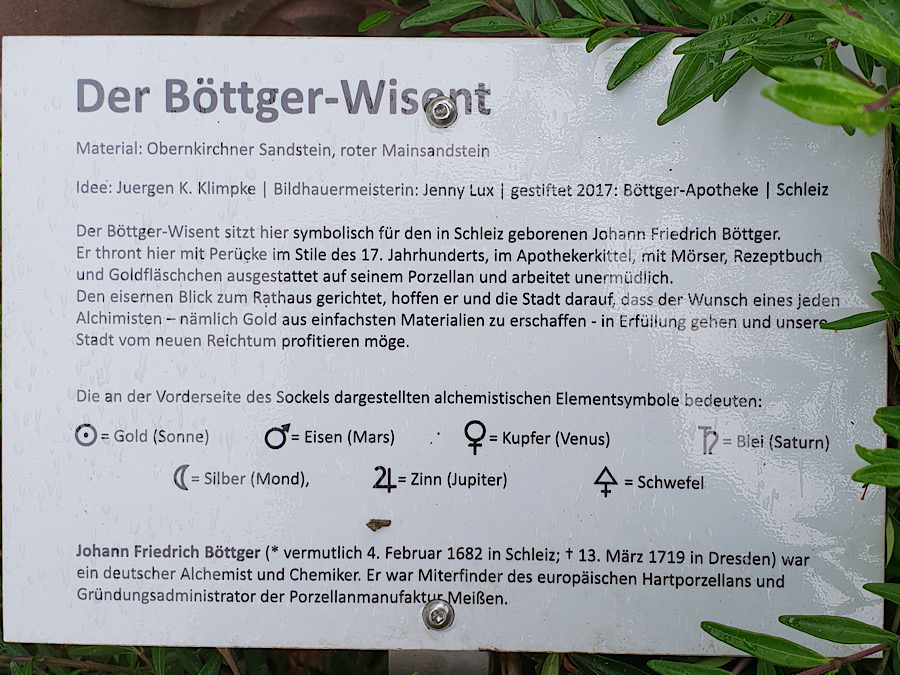 Der Böttger-Wisent
Material: Obernkirchner Sandstein, roter Mainsandstein
Idee: Juergen K. Klimpke | Bildhauermeisterin: Jenny Lux | gestiftet 2017: Böttger-Apotheke | Schleiz
Der Böttger-Wisent sitzt hier symbolisch für den in Schleiz geborenen Johann Friedrich Böttger.
Er thront hier mit Perücke im Stile des 17. Jahrhunderts, im Apothekerkittel, mit Mörser, Rezeptbuch
und Goldfläschchen ausgestattet auf seinem Porzellan und arbeitet unermüdlich.
Den eisernen Blick zum Rathaus gerichtet, hoffen er und die Stadt darauf, dass der Wunsch eines jeden
Alchimisten – nämlich Gold aus einfachsten Materialien zu erschaffen - in Erfüllung gehen und unsere
Stadt vom neuen Reichtum profitieren möge.
Die an der Vorderseite des Sockels dargestellten alchemistischen Elementsymbole bedeuten:
☉ = Gold (Sonne) ♂ = Eisen (Mars) ♀ = Kupfer (Venus) ♄ = Blei (Saturn)
☾ = Silber (Mond), ♃ = Zinn (Jupiter) 🜍 = Schwefel
Johann Friedrich Böttger (* vermutlich 4. Februar 1682 in Schleiz; † 13. März 1719 in Dresden) war
ein deutscher Alchemist und Chemiker. Er war Miterfinder des europäischen Hartporzellans und
Gründungsadministrator der Porzellanmanufaktur Meißen.